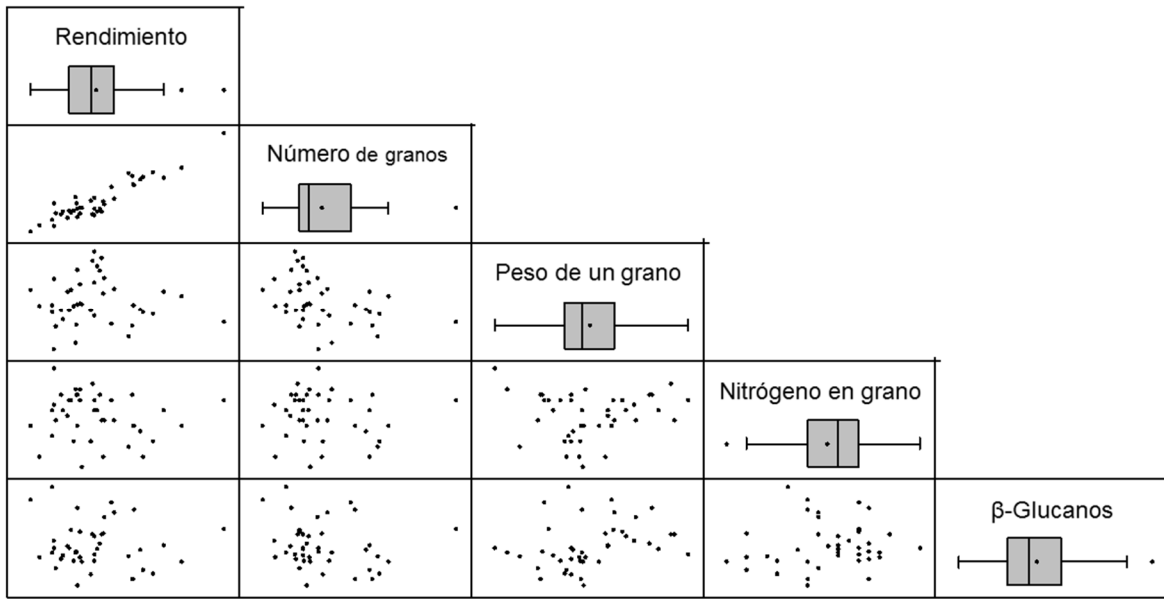 Rendimiento
Número de granos
Peso de un grano
Nitrógeno en grano
β-Glucanos